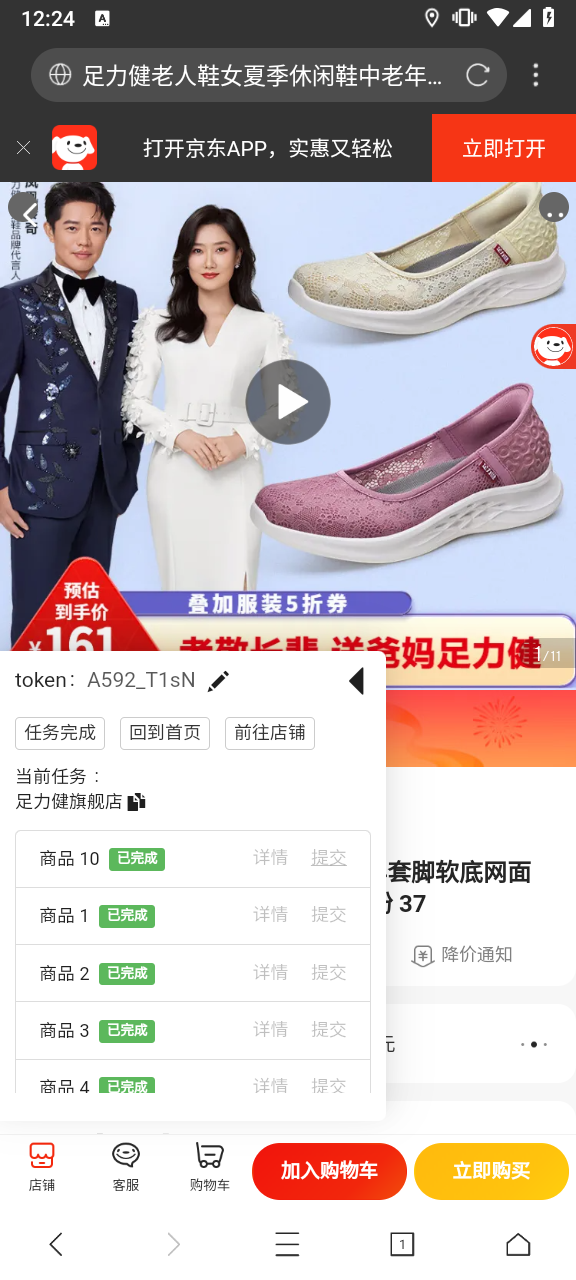 12:24
A
足力健老人鞋女夏季休闲鞋中老年...
打开京东APP，实惠又轻松
立即打开
品牌代言人
预估
到手价
¥161
叠加服装5折券
老敬长辈 送爸妈足力健
1/11
token： A592_T1sN
任务完成
回到首页
前往店铺
当前任务：
足力健旗舰店
商品 10 已完成 详情 提交
商品 1 已完成 详情 提交
商品 2 已完成 详情 提交
商品 3 已完成 详情 提交
商品 4 已完成 详情 提交
套脚软底网面
37
降价通知
元
店铺
客服
购物车
加入购物车
立即购买
1